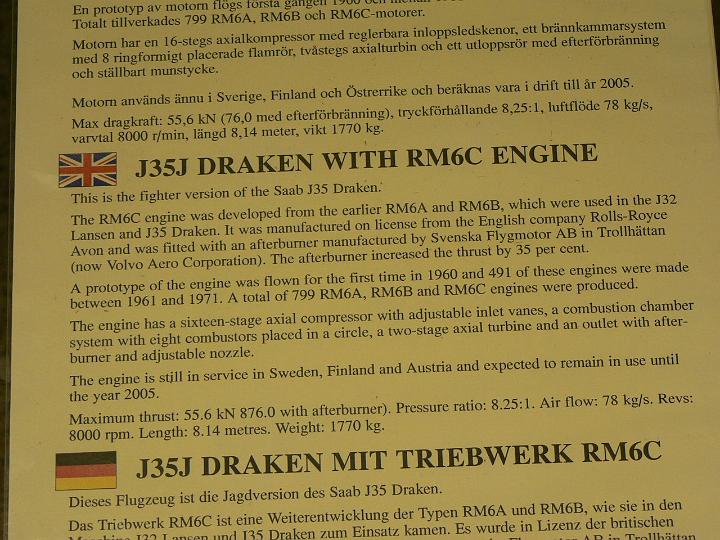 En prototyp av motorn flögs första gången 1960 och
Totalt tillverkades 799 RM6A, RM6B och RM6C-motorer.
Motorn har en 16-stegs axialkompressor med reglerbara inloppsledskenor, ett brännkammarsystem
med 8 ringformigt placerade flamrör, tvåstegs axialturbin och ett utloppsrör med efterförbränning
och ställbart munstycke.
Motorn används ännu i Sverige, Finland och Östrerrike och beräknas vara i drift till år 2005.
Max dragkraft: 55,6 kN (76,0 med efterförbränning), tryckförhållande 8,25:1, luftflöde 78 kg/s,
varvtal 8000 r/min, längd 8,14 meter, vikt 1770 kg.
J35J DRAKEN WITH RM6C ENGINE
This is the fighter version of the Saab J35 Draken.
The RM6C engine was developed from the earlier RM6A and RM6B, which were used in the J32
Lansen and J35 Draken. It was manufactured on license from the English company Rolls-Royce
Avon and was fitted with an afterburner manufactured by Svenska Flygmotor AB in Trollhättan
(now Volvo Aero Corporation). The afterburner increased the thrust by 35 per cent.
A prototype of the engine was flown for the first time in 1960 and 491 of these engines were made
between 1961 and 1971. A total of 799 RM6A, RM6B and RM6C engines were produced.
The engine has a sixteen-stage axial compressor with adjustable inlet vanes, a combustion chamber
system with eight combustors placed in a circle, a two-stage axial turbine and an outlet with after-
burner and adjustable nozzle.
The engine is still in service in Sweden, Finland and Austria and expected to remain in use until
the year 2005.
Maximum thrust: 55.6 kN 876.0 with afterburner). Pressure ratio: 8.25:1. Air flow: 78 kg/s. Revs:
8000 rpm. Length: 8.14 metres. Weight: 1770 kg.
J35J DRAKEN MIT TRIEBWERK RM6C
Dieses Flugzeug ist die Jagdversion des Saab J35 Draken.
Das Triebwerk RM6C ist eine Weiterentwicklung der Typen RM6A und RM6B, wie sie in den
Maschine J32 Lansen und J35 Draken zum Einsatz kamen. Es wurde in Lizenz der britischen
Flygmotor AB in Trollhättan